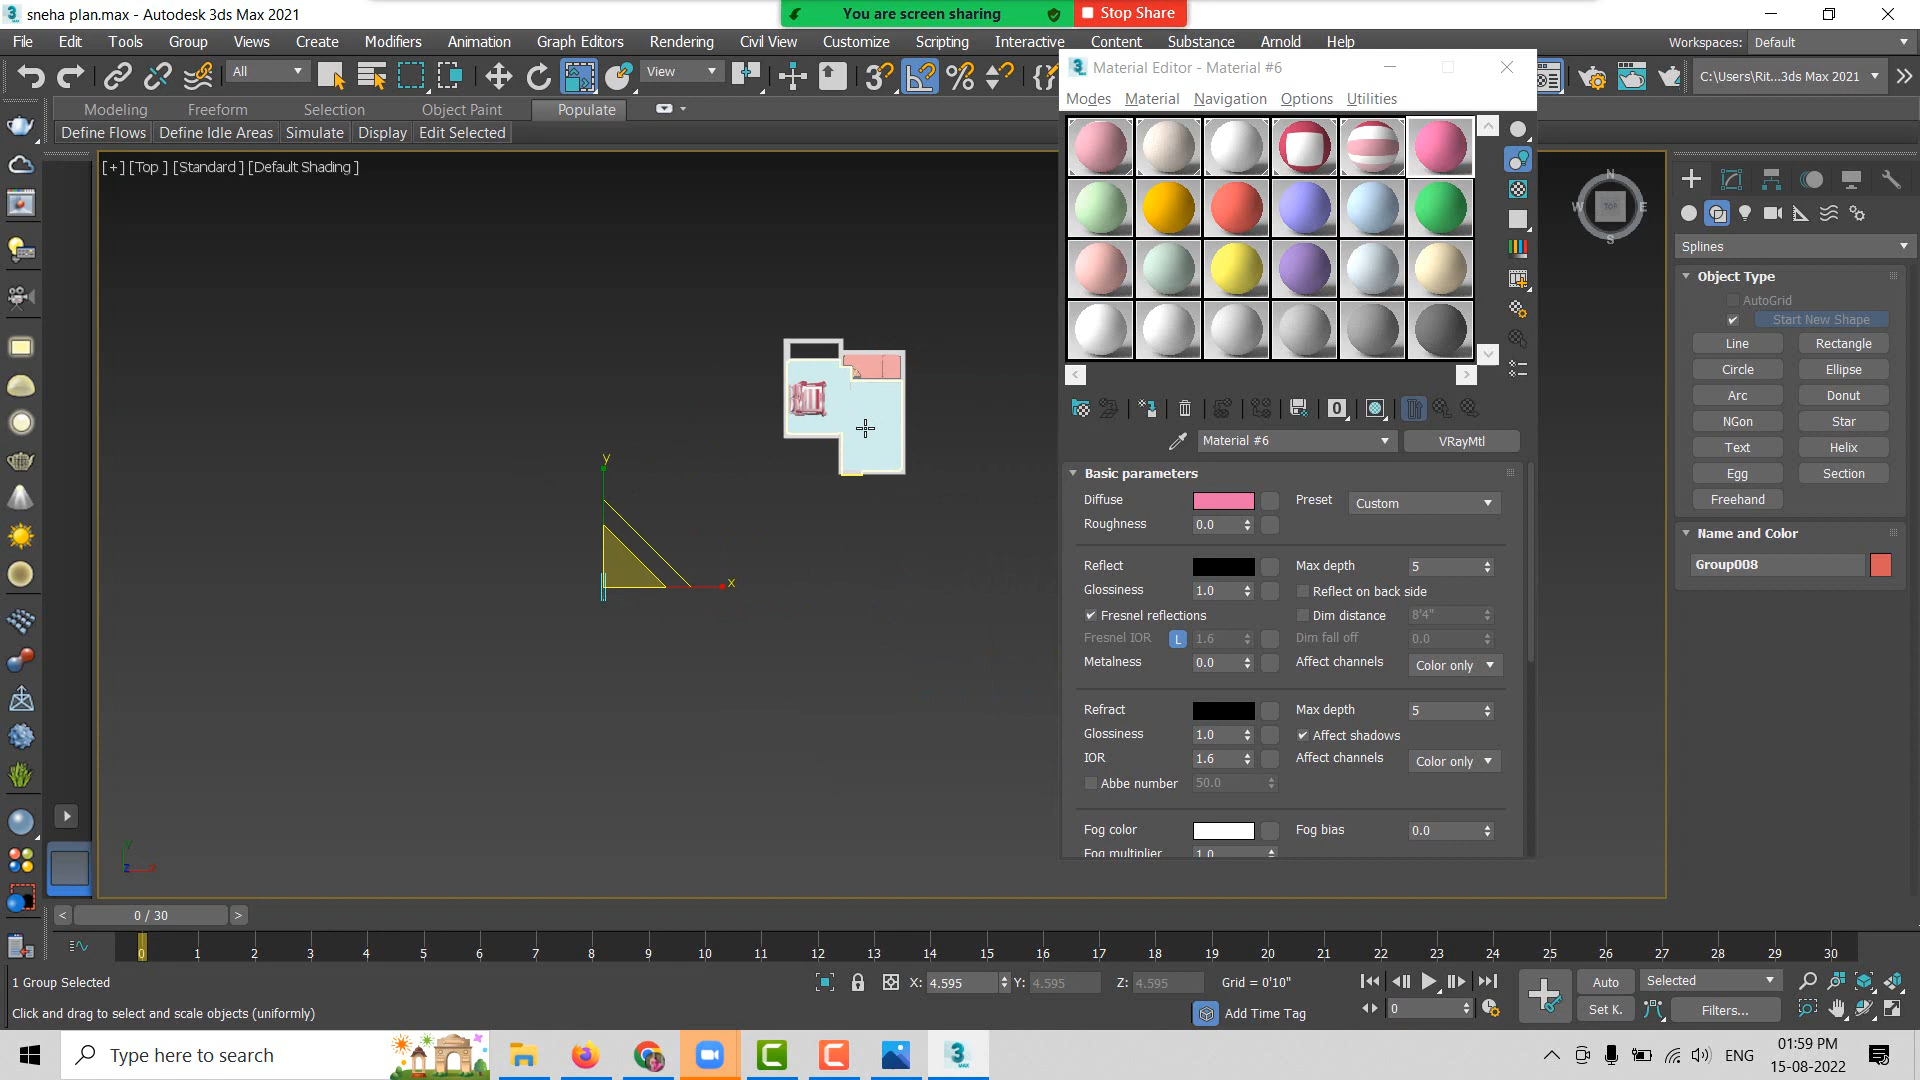 sneha plan.max - Autodesk 3ds Max 2021
You are screen sharing
Stop Share
File Edit Tools Group Views Create Modifiers Animation Graph Editors Rendering Civil View Customize Scripting Interactive Content Substance Arnold Help
Workspaces: Default
All
View
C:\Users\Rit...3ds Max 2021
Modeling Freeform Selection Object Paint Populate
Define Flows Define Idle Areas Simulate Display Edit Selected
[+] [Top ] [Standard ] [Default Shading ]
Material Editor - Material #6
Modes Material Navigation Options Utilities
0
Material #6
VRayMtl
Basic parameters
Diffuse
Preset Custom
Roughness 0.0
Reflect
Max depth 5
Glossiness 1.0
Reflect on back side
Fresnel reflections
Dim distance 8'4"
Fresnel IOR L 1.6
Dim fall off 0.0
Metalness 0.0
Affect channels Color only
Refract
Max depth 5
Glossiness 1.0
Affect shadows
IOR 1.6
Affect channels Color only
Abbe number 50.0
Fog color
Fog bias 0.0
Fog multiplier 1.0
N
W TOP E
S
Splines
Object Type
AutoGrid
Start New Shape
Line Rectangle
Circle Ellipse
Arc Donut
NGon Star
Text Helix
Egg Section
Freehand
Name and Color
Group008
y
x
0 / 30
0 1 2 3 4 5 6 7 8 9 10 11 12 13 14 15 16 17 18 19 20 21 22 23 24 25 26 27 28 29 30
1 Group Selected
X: 4.595 Y: 4.595 Z: 4.595 Grid = 0'10"
Auto Selected
Click and drag to select and scale objects (uniformly)
Add Time Tag
0
Set K. Filters...
Type here to search
ENG
01:59 PM
15-08-2022